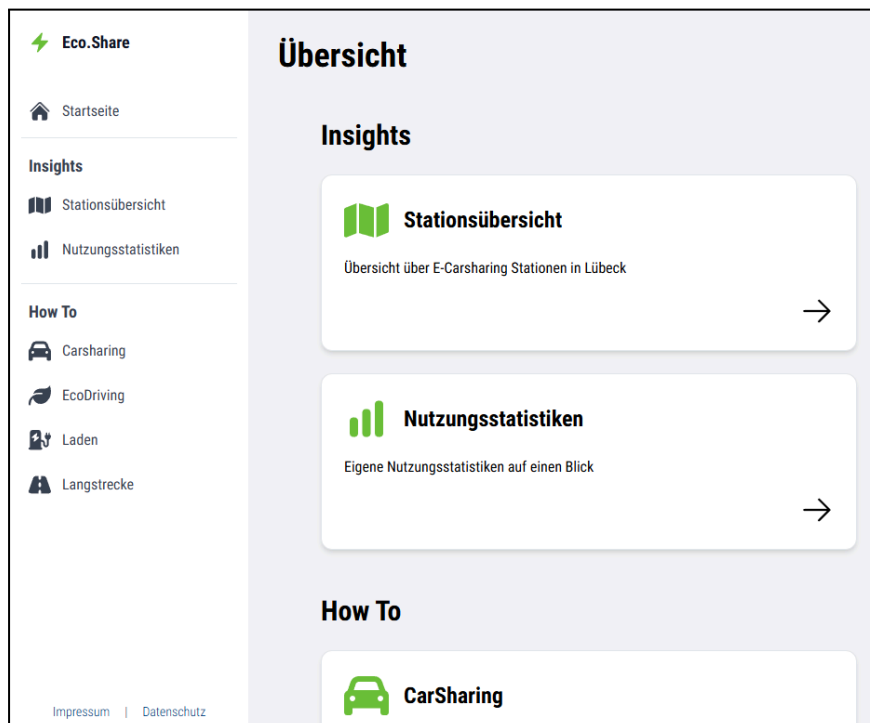 Eco.Share
Startseite
Insights
Stationsübersicht
Nutzungsstatistiken
How To
Carsharing
EcoDriving
Laden
Langstrecke
Impressum | Datenschutz
Übersicht
Insights
Stationsübersicht
Übersicht über E-Carsharing Stationen in Lübeck
Nutzungsstatistiken
Eigene Nutzungsstatistiken auf einen Blick
How To
CarSharing